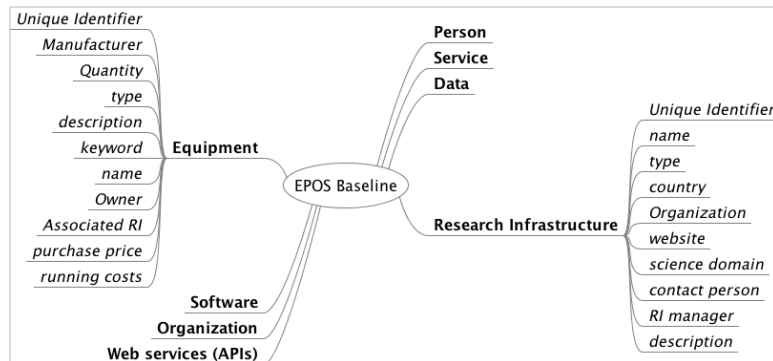 Unique Identifier
Manufacturer
Quantity
type
description
keyword
name
Owner
Associated RI
purchase price
running costs
Equipment
EPOS Baseline
Person
Service
Data
Research Infrastructure
Unique Identifier
name
type
country
Organization
website
science domain
contact person
RI manager
description
Software
Organization
Web services (APIs)